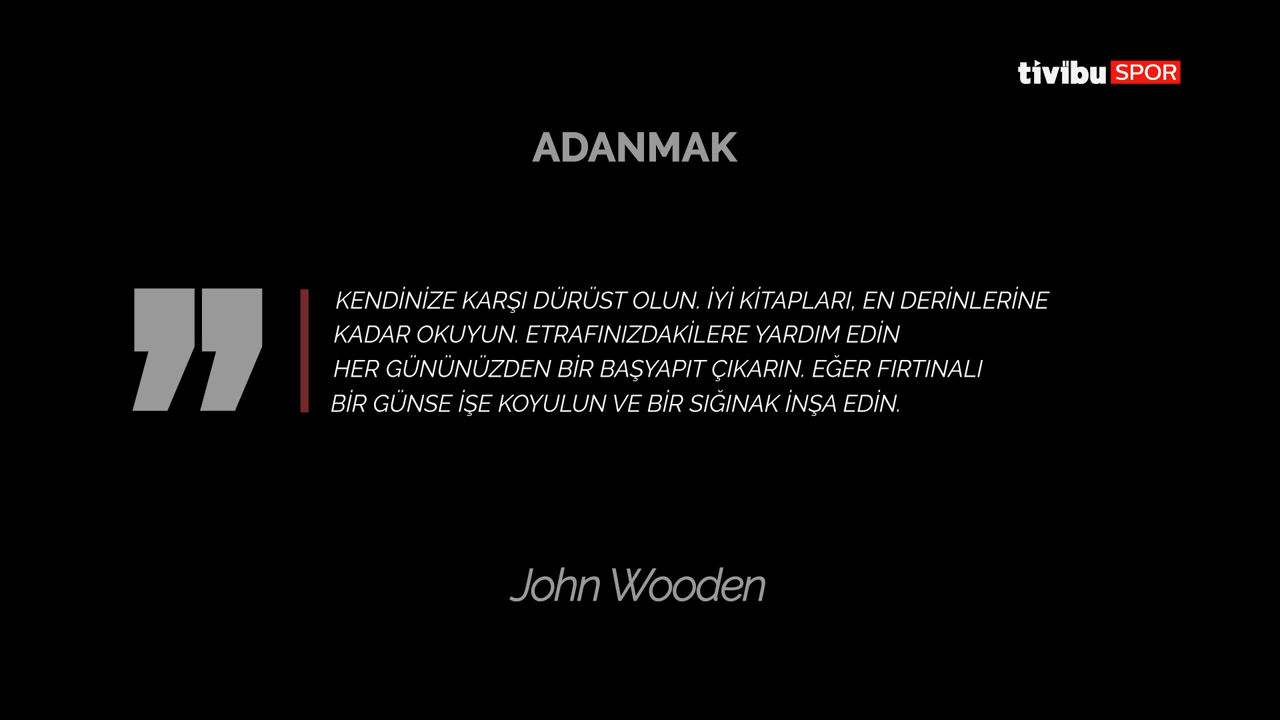 tivibu SPOR
ADANMAK
KENDİNİZE KARŞI DÜRÜST OLUN. İYİ KİTAPLARI, EN DERİNLERİNE
KADAR OKUYUN. ETRAFINIZDAKİLERE YARDIM EDİN
HER GÜNÜNÜZDEN BİR BAŞYAPIT ÇIKARIN. EĞER FIRTINALI
BİR GÜNSE İŞE KOYULUN VE BİR SIĞINAK İNŞA EDİN.
John Wooden